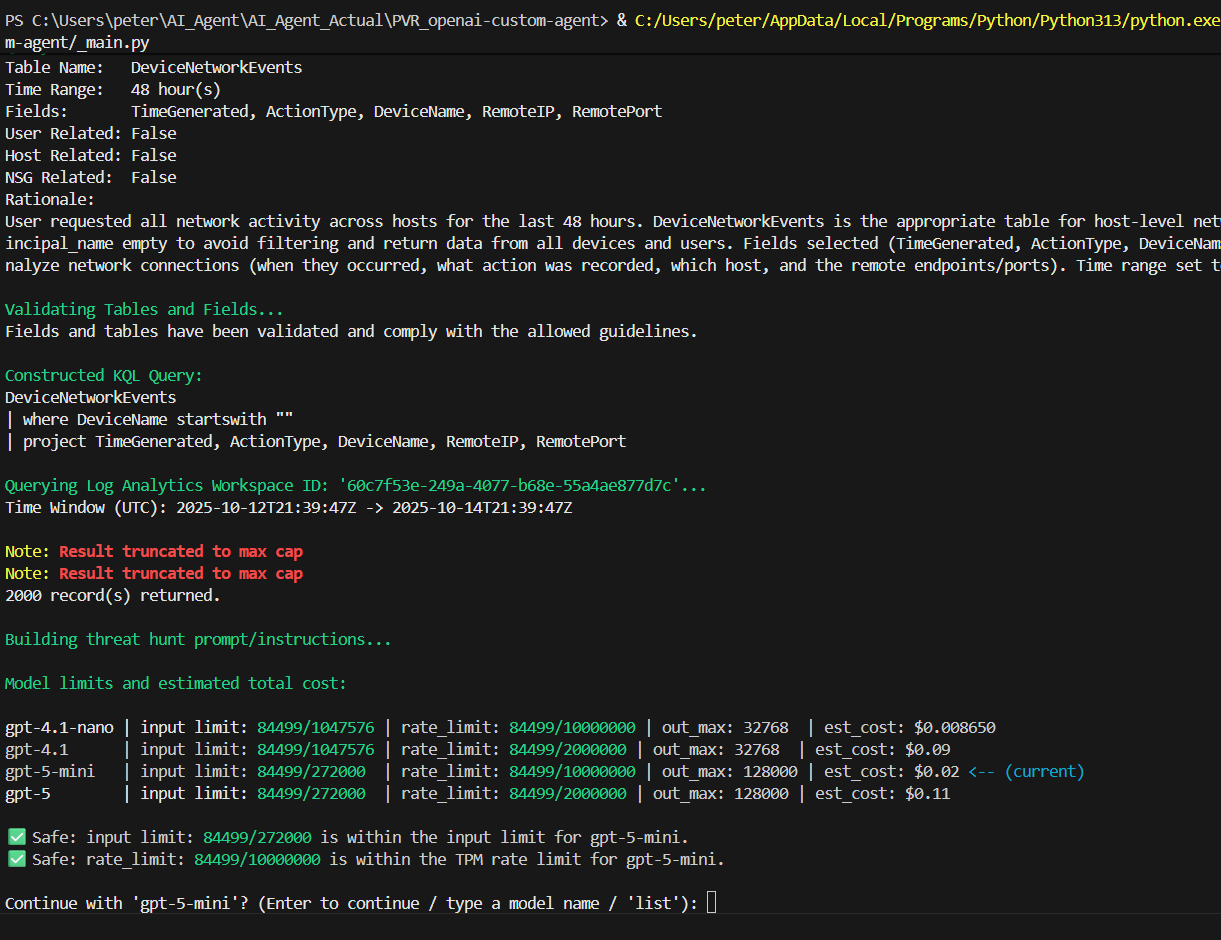 PS C:\Users\peter\AI_Agent\AI_Agent_Actual\PVR_openai-custom-agent> & C:/Users/peter/AppData/Local/Programs/Python/Python313/python.exe
m-agent/_main.py
Table Name:   DeviceNetworkEvents
Time Range:   48 hour(s)
Fields:       TimeGenerated, ActionType, DeviceName, RemoteIP, RemotePort
User Related: False
Host Related: False
NSG Related:  False
Rationale:
User requested all network activity across hosts for the last 48 hours. DeviceNetworkEvents is the appropriate table for host-level net
incipal_name empty to avoid filtering and return data from all devices and users. Fields selected (TimeGenerated, ActionType, DeviceNam
nalyze network connections (when they occurred, what action was recorded, which host, and the remote endpoints/ports). Time range set t
Validating Tables and Fields...
Fields and tables have been validated and comply with the allowed guidelines.
Constructed KQL Query:
DeviceNetworkEvents
| where DeviceName startswith ""
| project TimeGenerated, ActionType, DeviceName, RemoteIP, RemotePort
Querying Log Analytics Workspace ID: '60c7f53e-249a-4077-b68e-55a4ae877d7c'...
Time Window (UTC): 2025-10-12T21:39:47Z -> 2025-10-14T21:39:47Z
Note: Result truncated to max cap
Note: Result truncated to max cap
2000 record(s) returned.
Building threat hunt prompt/instructions...
Model limits and estimated total cost:
gpt-4.1-nano | input limit: 84499/1047576 | rate_limit: 84499/10000000 | out_max: 32768  | est_cost: $0.008650
gpt-4.1      | input limit: 84499/1047576 | rate_limit: 84499/2000000 | out_max: 32768  | est_cost: $0.09
gpt-5-mini   | input limit: 84499/272000  | rate_limit: 84499/10000000 | out_max: 128000 | est_cost: $0.02 <-- (current)
gpt-5        | input limit: 84499/272000  | rate_limit: 84499/2000000 | out_max: 128000 | est_cost: $0.11
✅ Safe: input limit: 84499/272000 is within the input limit for gpt-5-mini.
✅ Safe: rate_limit: 84499/10000000 is within the TPM rate limit for gpt-5-mini.
Continue with 'gpt-5-mini'? (Enter to continue / type a model name / 'list'):